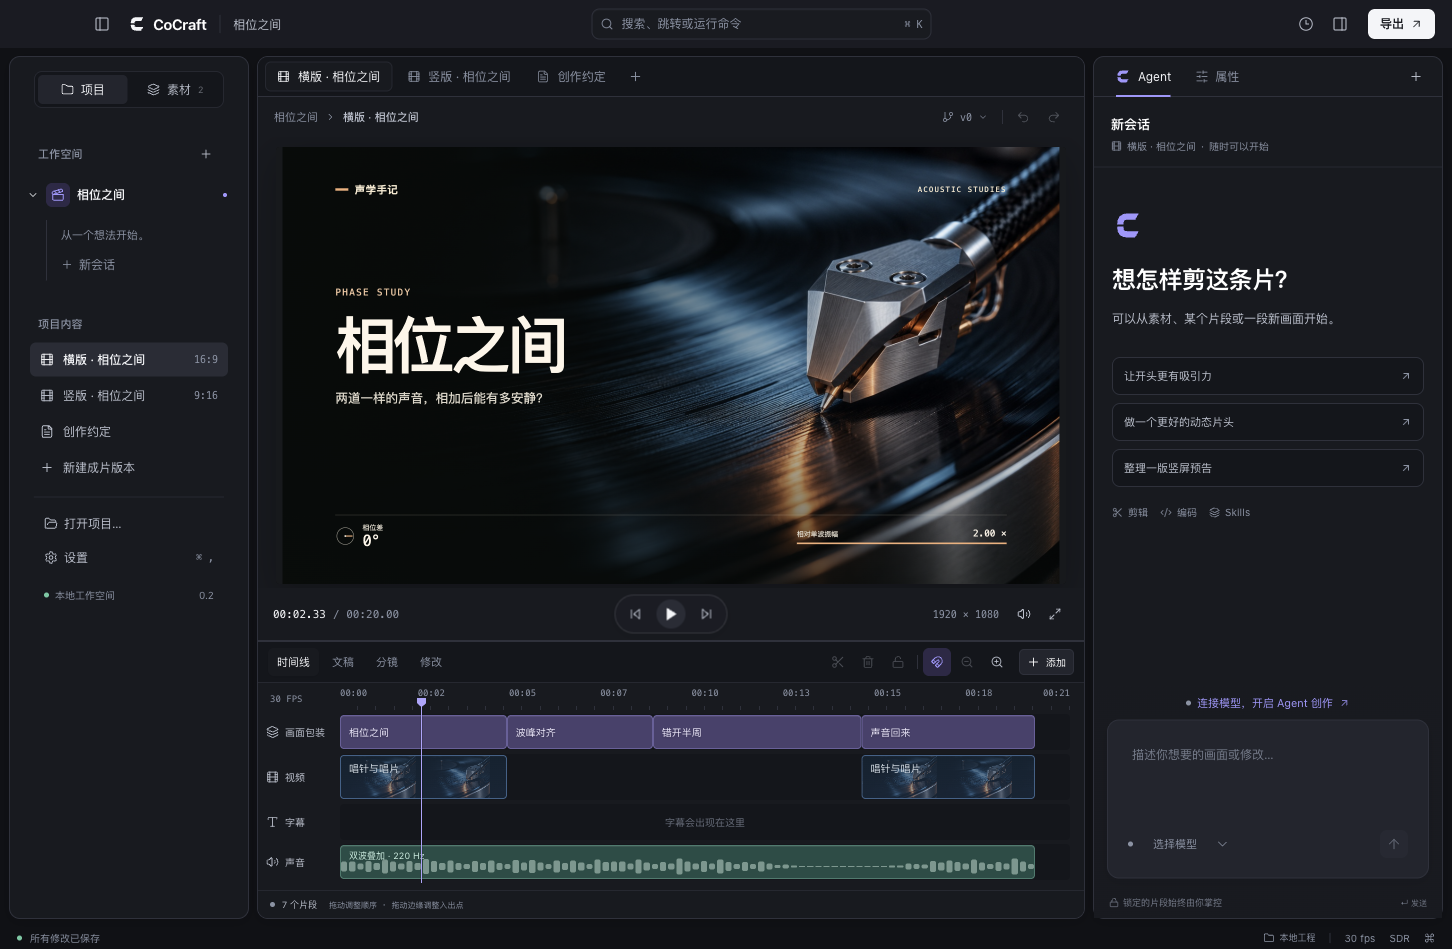 CoCraft
相位之间
搜索、跳转或运行命令
⌘ K
导出
项目
素材 2
工作空间
相位之间
从一个想法开始。
新会话
项目内容
横版 · 相位之间 16:9
竖版 · 相位之间 9:16
创作约定
新建成片版本
打开项目...
设置 ⌘ ,
本地工作空间 0.2
横版 · 相位之间
竖版 · 相位之间
创作约定
相位之间 > 横版 · 相位之间
v0
声学手记
ACOUSTIC STUDIES
PHASE STUDY
相位之间
两道一样的声音，相加后能有多安静？
相位差
0°
相对单波振幅 2.00 ×
00:02.33 / 00:20.00
1920 × 1080
时间线 文稿 分镜 修改
添加
30 FPS
00:00 00:02 00:05 00:07 00:10 00:13 00:15 00:18 00:21
画面包装
相位之间 波峰对齐 错开半周 声音回来
视频
唱针与唱片 唱针与唱片
字幕
字幕会出现在这里
声音
双波叠加 - 220 Hz
7 个片段 拖动调整顺序 · 拖动边缘调整入出点
Agent 属性
新会话
横版 · 相位之间 · 随时可以开始
想怎样剪这条片？
可以从素材、某个片段或一段新画面开始。
让开头更有吸引力
做一个更好的动态片头
整理一版竖屏预告
剪辑 编码 Skills
连接模型，开启 Agent 创作
描述你想要的画面或修改...
选择模型
锁定的片段始终由你掌控 发送
所有修改已保存
本地工程 30 fps SDR ⌘